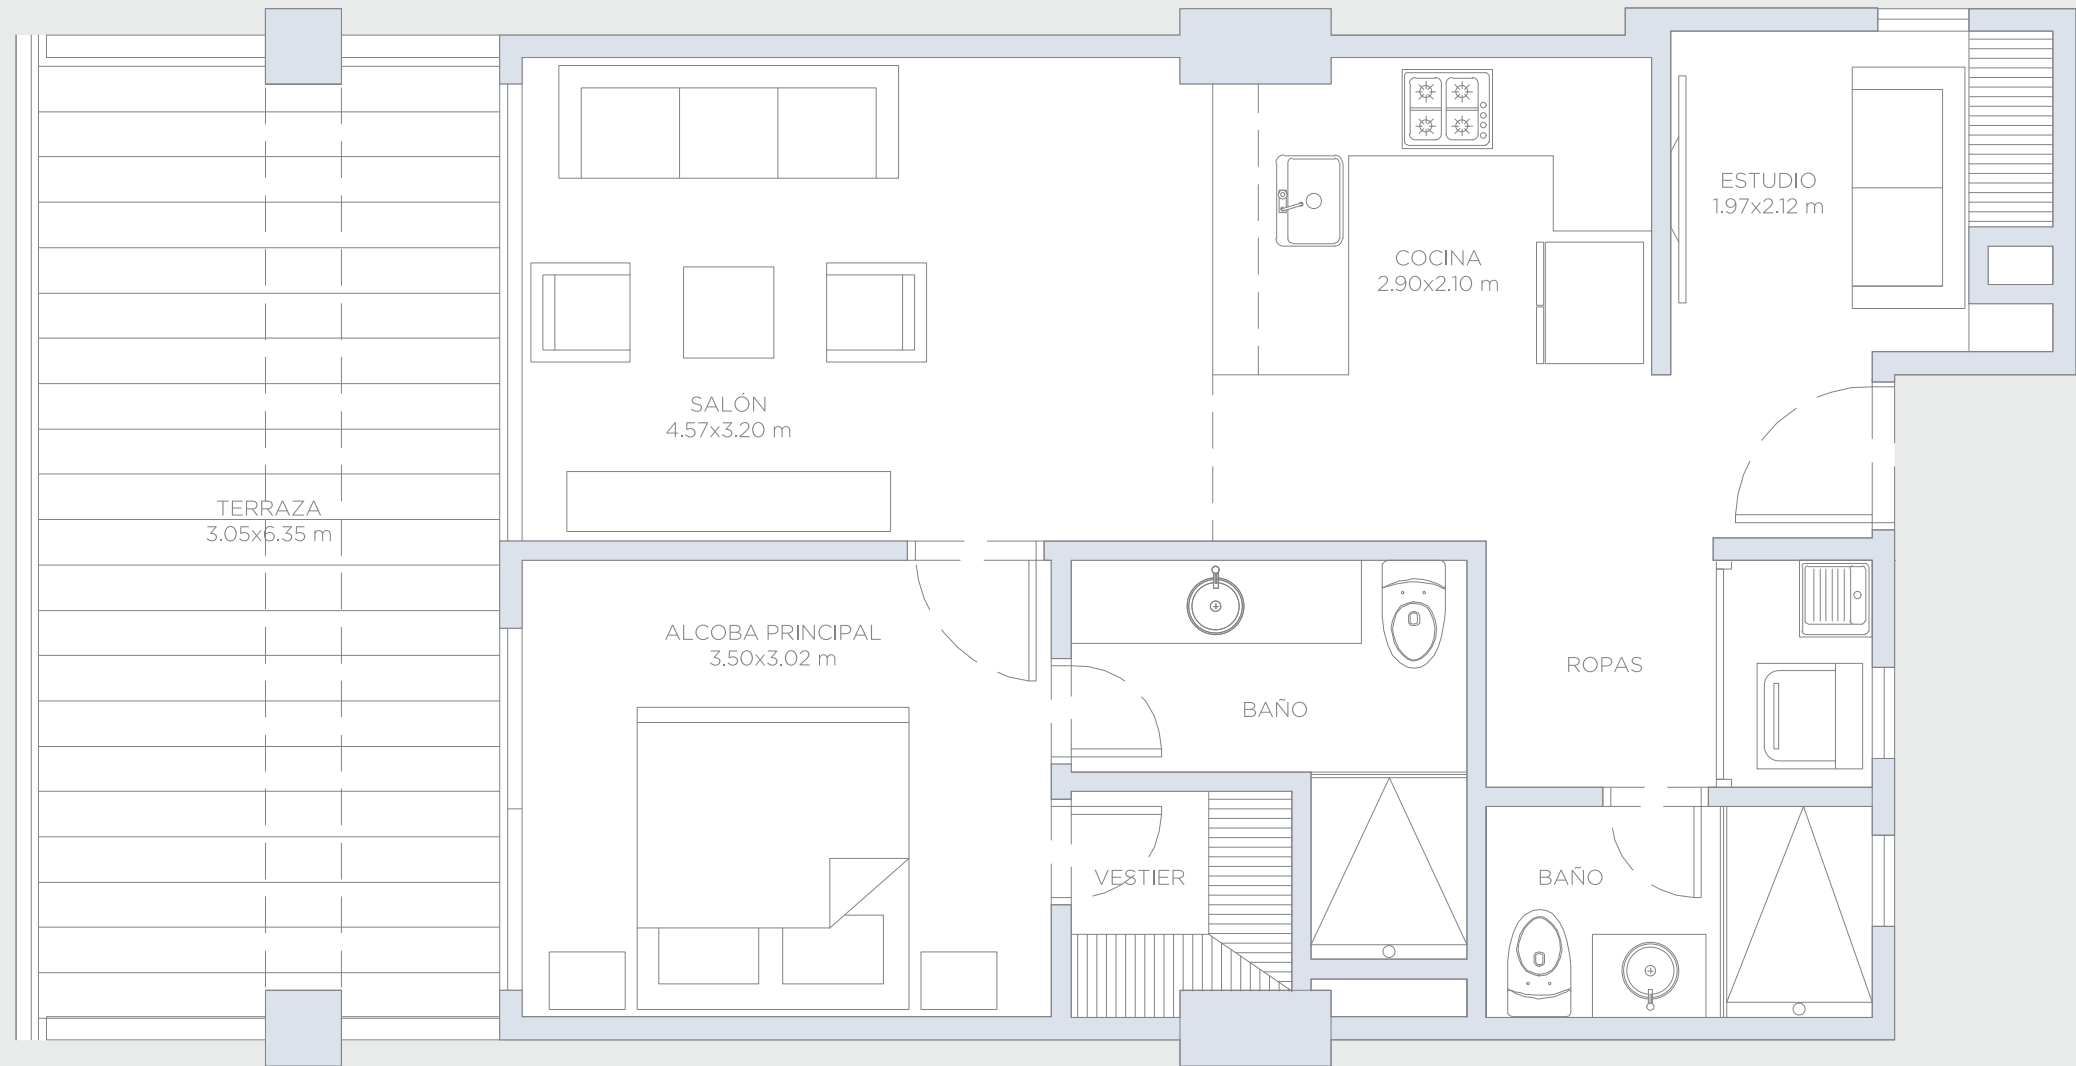 ESTUDIO
1.97x2.12 m
COCINA
2.90x2.10 m
SALÓN
4.57x3.20 m
TERRAZA
3.05x6.35 m
ALCOBA PRINCIPAL
3.50x3.02 m
ROPAS
BAÑO
VESTIER
BAÑO